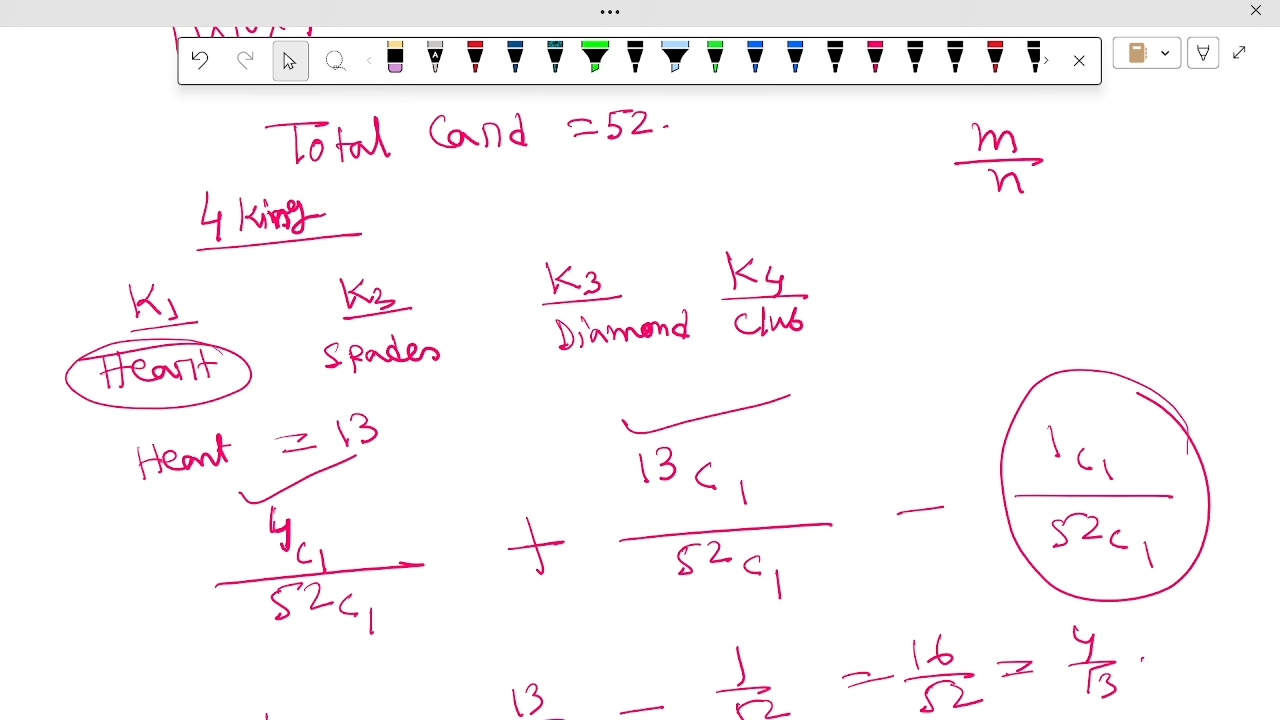 Total Card = 52.
m/n
4 King
K1 K2 K3 K4
Heart Spades Diamond Club
Heart = 13
4C1/52C1 + 13C1/52C1 - 1C1/52C1
13 - 1/52 = 16/52 = 4/13